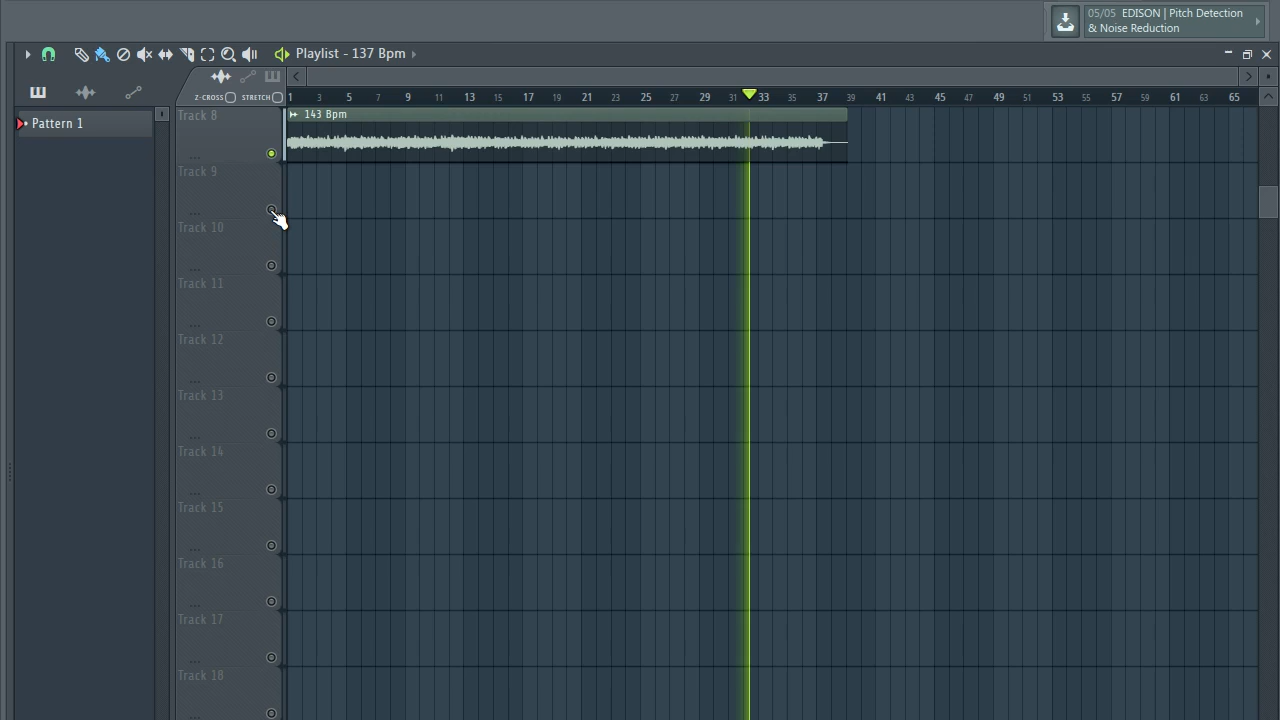 05/05 EDISON | Pitch Detection
& Noise Reduction
Playlist - 137 Bpm
Z-CROSS STRETCH 1 3 5 7 9 11 13 15 17 19 21 23 25 27 29 31 33 35 37 39 41 43 45 47 49 51 53 55 57 59 61 63 65
Pattern 1
Track 8
143 Bpm
...
Track 9
...
Track 10
...
Track 11
...
Track 12
...
Track 13
...
Track 14
...
Track 15
...
Track 16
...
Track 17
...
Track 18
...